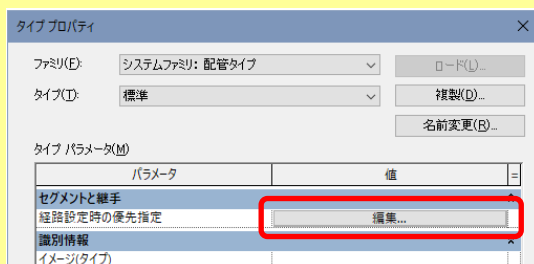 タイプ プロパティ
ファミリ(F): システムファミリ: 配管タイプ ロード(L)...
タイプ(T): 標準 複製(D)...
名前変更(R)...
タイプ パラメータ(M)
パラメータ 値 =
セグメントと継手
経路設定時の優先指定 編集...
識別情報
イメージ(タイプ)